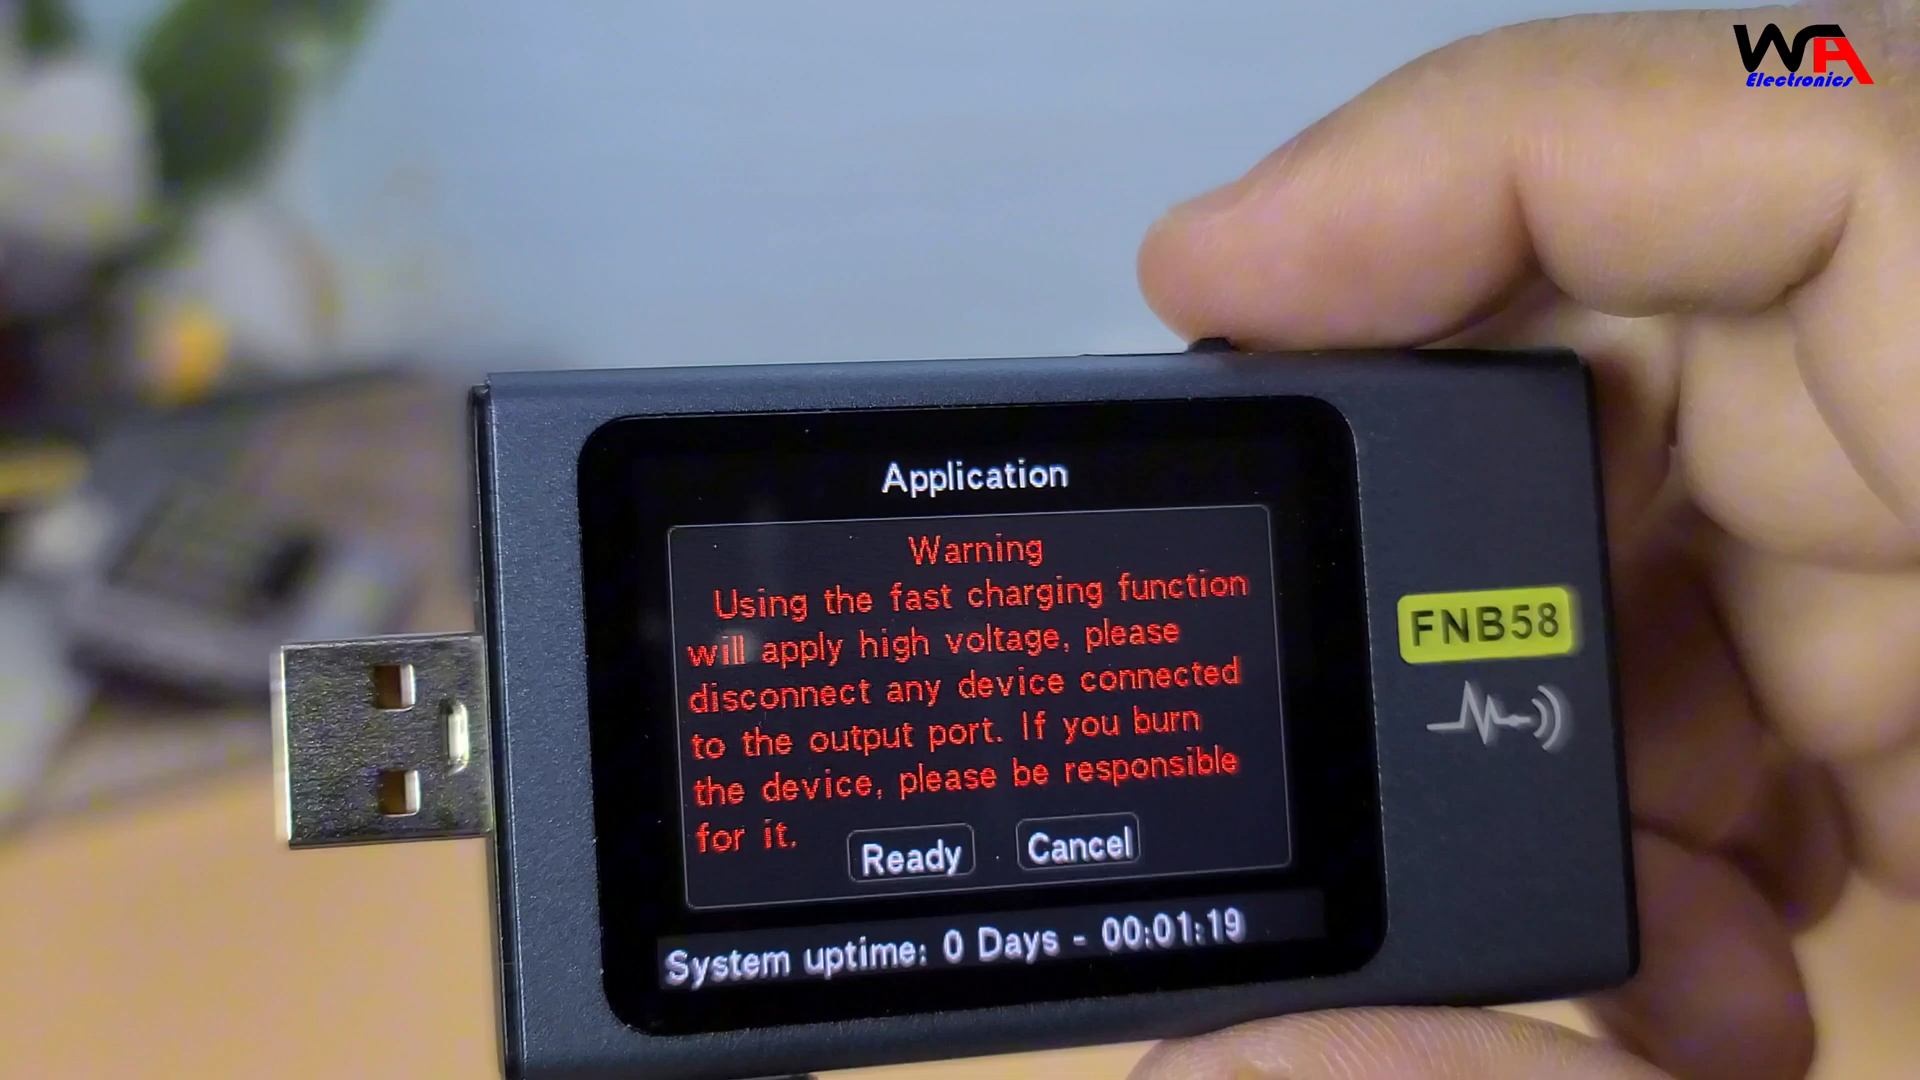 WA
Electronics
Application
Warning
Using the fast charging function
will apply high voltage, please
disconnect any device connected
to the output port. If you burn
the device, please be responsible
for it.
Ready Cancel
FNB58
System uptime: 0 Days - 00:01:19